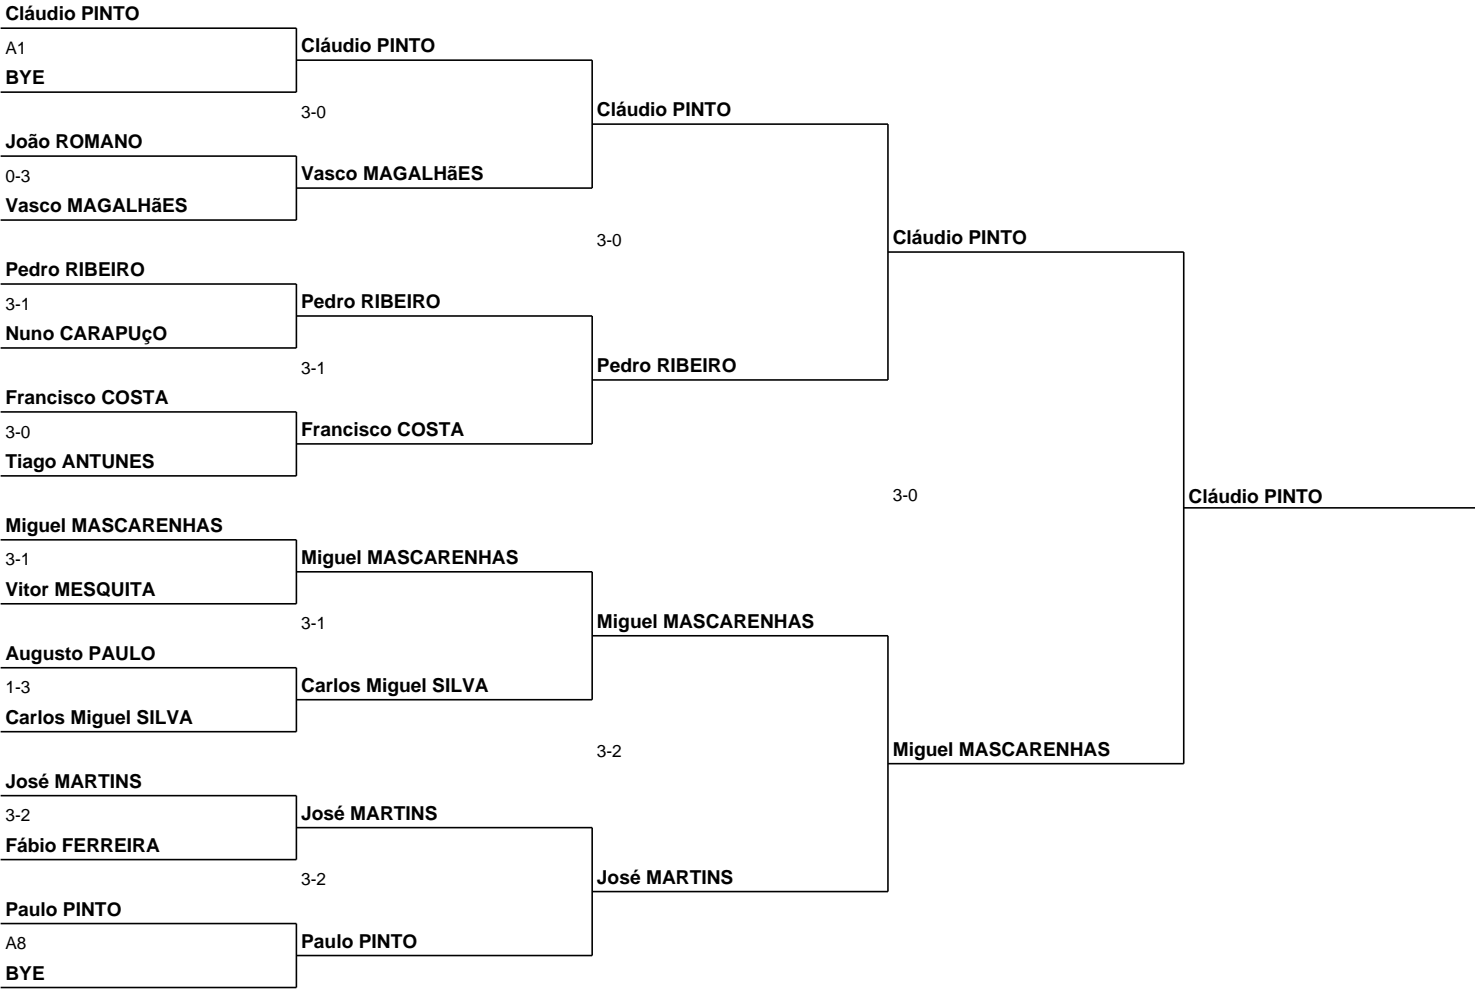 Cláudio PINTO
A1
BYE
João ROMANO
0-3
Vasco MAGALHãES
Pedro RIBEIRO
3-1
Nuno CARAPUçO
Francisco COSTA
3-0
Tiago ANTUNES
Miguel MASCARENHAS
3-1
Vitor MESQUITA
Augusto PAULO
1-3
Carlos Miguel SILVA
José MARTINS
3-2
Fábio FERREIRA
Paulo PINTO
A8
BYE
Cláudio PINTO
3-0
Vasco MAGALHãES
Pedro RIBEIRO
3-1
Francisco COSTA
Miguel MASCARENHAS
3-1
Carlos Miguel SILVA
José MARTINS
3-2
Paulo PINTO
Cláudio PINTO
3-0
Pedro RIBEIRO
Miguel MASCARENHAS
3-2
José MARTINS
Cláudio PINTO
3-0
Miguel MASCARENHAS
Cláudio PINTO